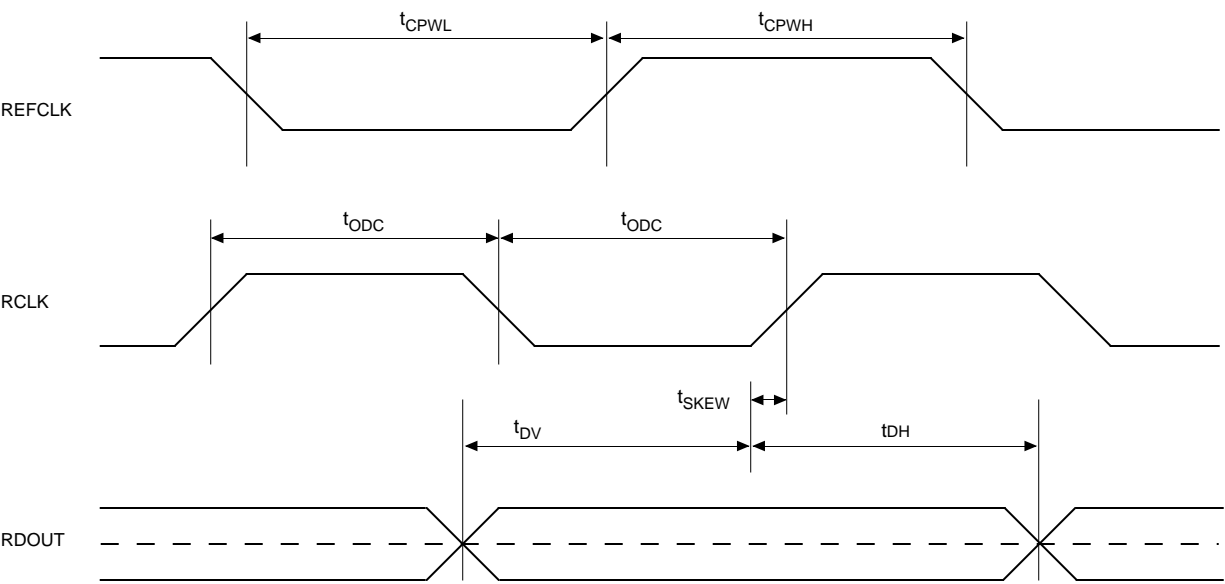 tCPWL
tCPWH
REFCLK
tODC
tODC
RCLK
tSKEW
tDV
tDH
RDOUT